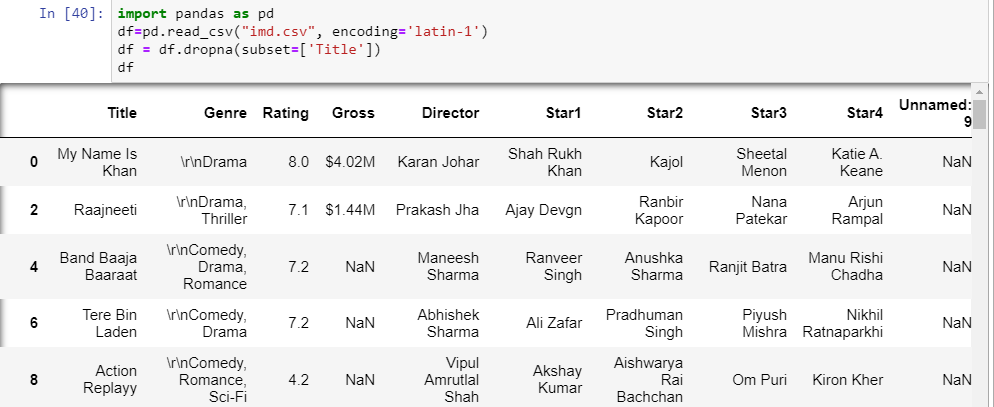 In [40]: import pandas as pd
df=pd.read_csv("imd.csv", encoding='latin-1')
df = df.dropna(subset=['Title'])
df
Title Genre Rating Gross Director Star1 Star2 Star3 Star4 Unnamed: 9
0 My Name Is Khan \r\nDrama 8.0 $4.02M Karan Johar Shah Rukh Khan Kajol Sheetal Menon Katie A. Keane NaN
2 Raajneeti \r\nDrama, Thriller 7.1 $1.44M Prakash Jha Ajay Devgn Ranbir Kapoor Nana Patekar Arjun Rampal NaN
4 Band Baaja Baaraat \r\nComedy, Drama, Romance 7.2 NaN Maneesh Sharma Ranveer Singh Anushka Sharma Ranjit Batra Manu Rishi Chadha NaN
6 Tere Bin Laden \r\nComedy, Drama 7.2 NaN Abhishek Sharma Ali Zafar Pradhuman Singh Piyush Mishra Nikhil Ratnaparkhi NaN
8 Action Replayy \r\nComedy, Romance, Sci-Fi 4.2 NaN Vipul Amrutlal Shah Akshay Kumar Aishwarya Rai Bachchan Om Puri Kiron Kher NaN